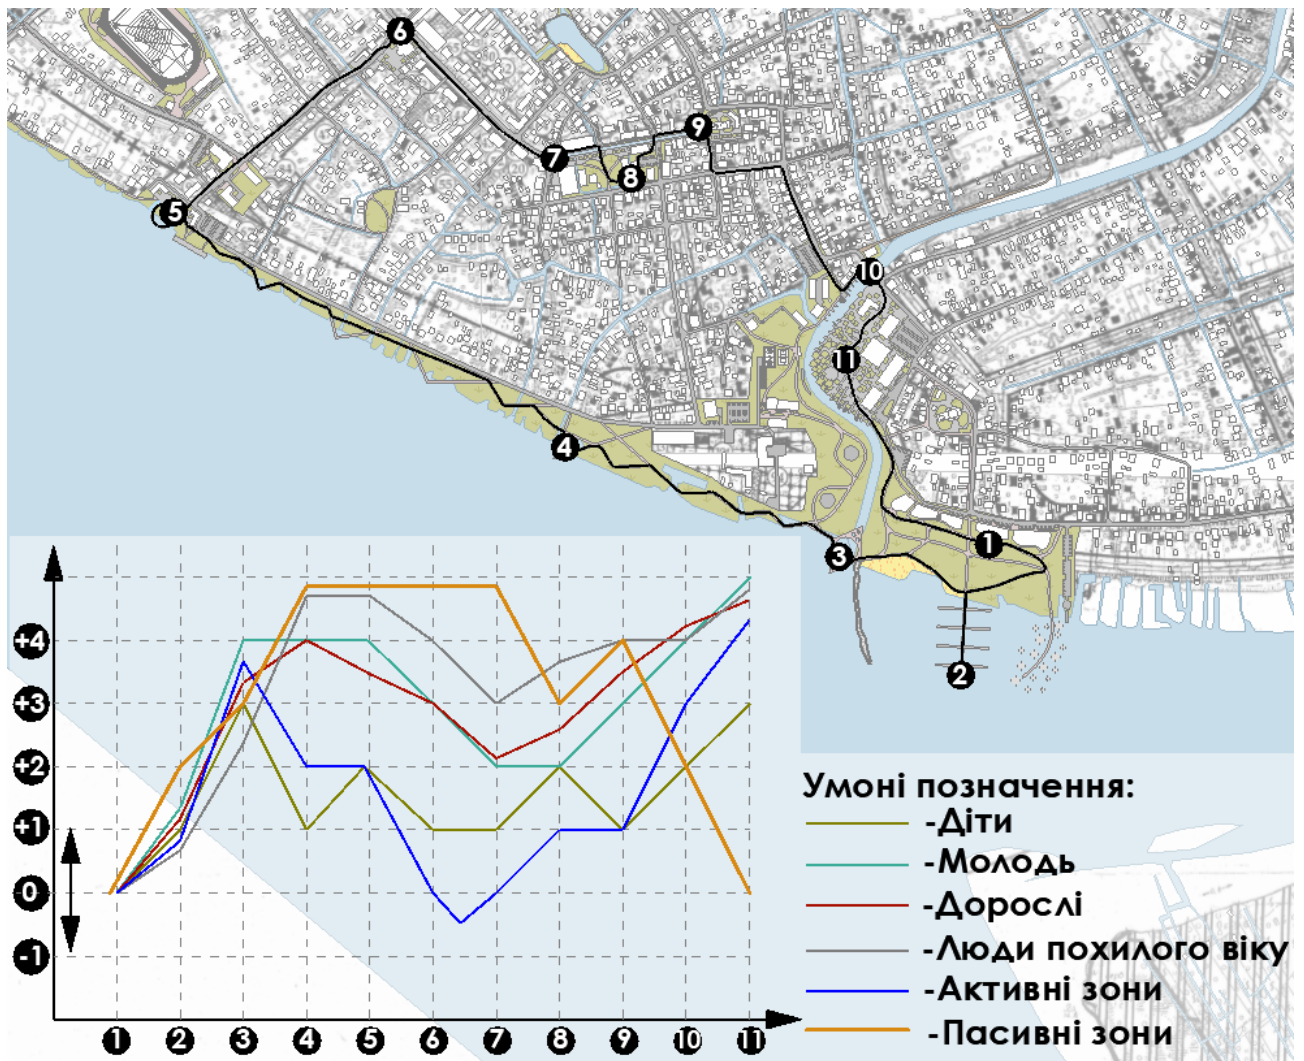 6
9
7
8
5
10
11
4
1
3
2
+4
+3
+2
+1
0
-1
1 2 3 4 5 6 7 8 9 10 11
Умоні позначення:
-Діти
-Молодь
-Дорослі
-Люди похилого віку
-Активні зони
-Пасивні зони